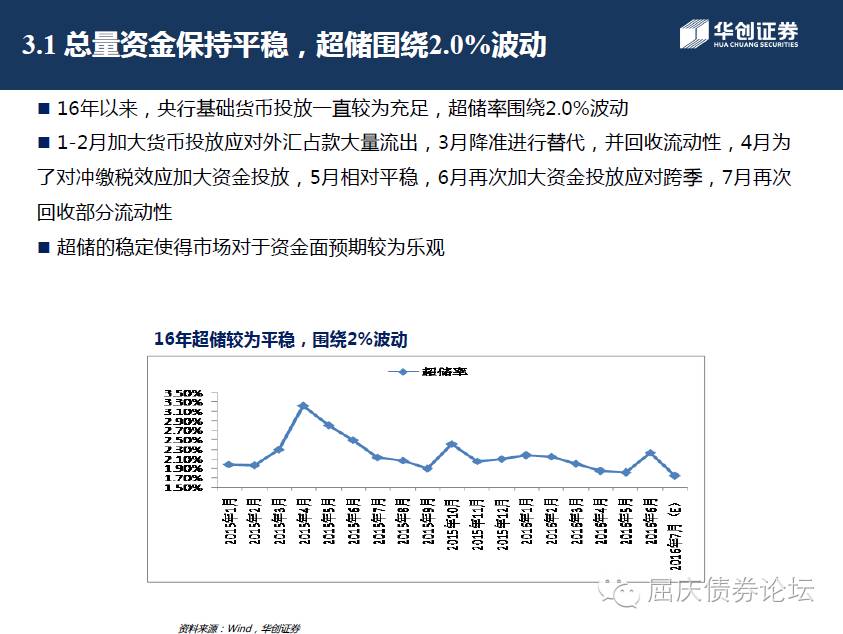 3.1 总量资金保持平稳，超储围绕2.0%波动
华创证券
HUA CHUANG SECURITIES
■ 16年以来，央行基础货币投放一直较为充足，超储率围绕2.0%波动
■ 1-2月加大货币投放应对外汇占款大量流出，3月降准进行替代，并回收流动性，4月为
了对冲缴税效应加大资金投放，5月相对平稳，6月再次加大资金投放应对跨季，7月再次
回收部分流动性
■ 超储的稳定使得市场对于资金面预期较为乐观
16年超储较为平稳，围绕2%波动
超储率
3.50%
3.30%
3.10%
2.90%
2.70%
2.50%
2.30%
2.10%
1.90%
1.70%
1.50%
2015年1月
2015年2月
2015年3月
2015年4月
2015年5月
2015年6月
2015年7月
2015年8月
2015年9月
2015年10月
2015年11月
2015年12月
2016年1月
2016年2月
2016年3月
2016年4月
2016年5月
2016年6月
2016年7月（E）
屈庆债券论坛
资料来源：Wind，华创证券